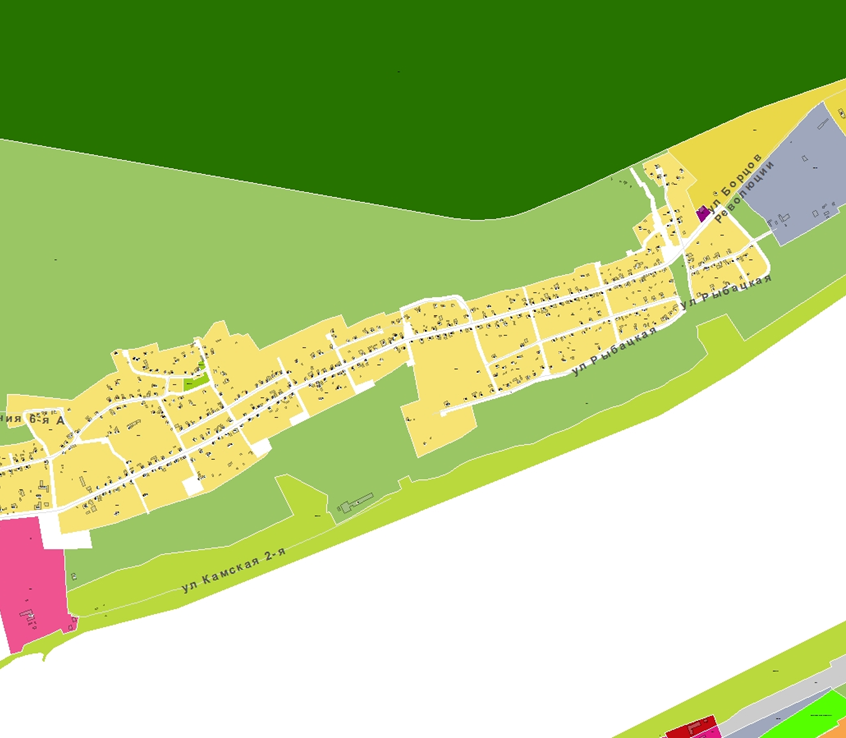 ул Борцов
Революции
ул Рыбацкая
ул Рыбацкая
ния 6-я А
ул Камская 2-я